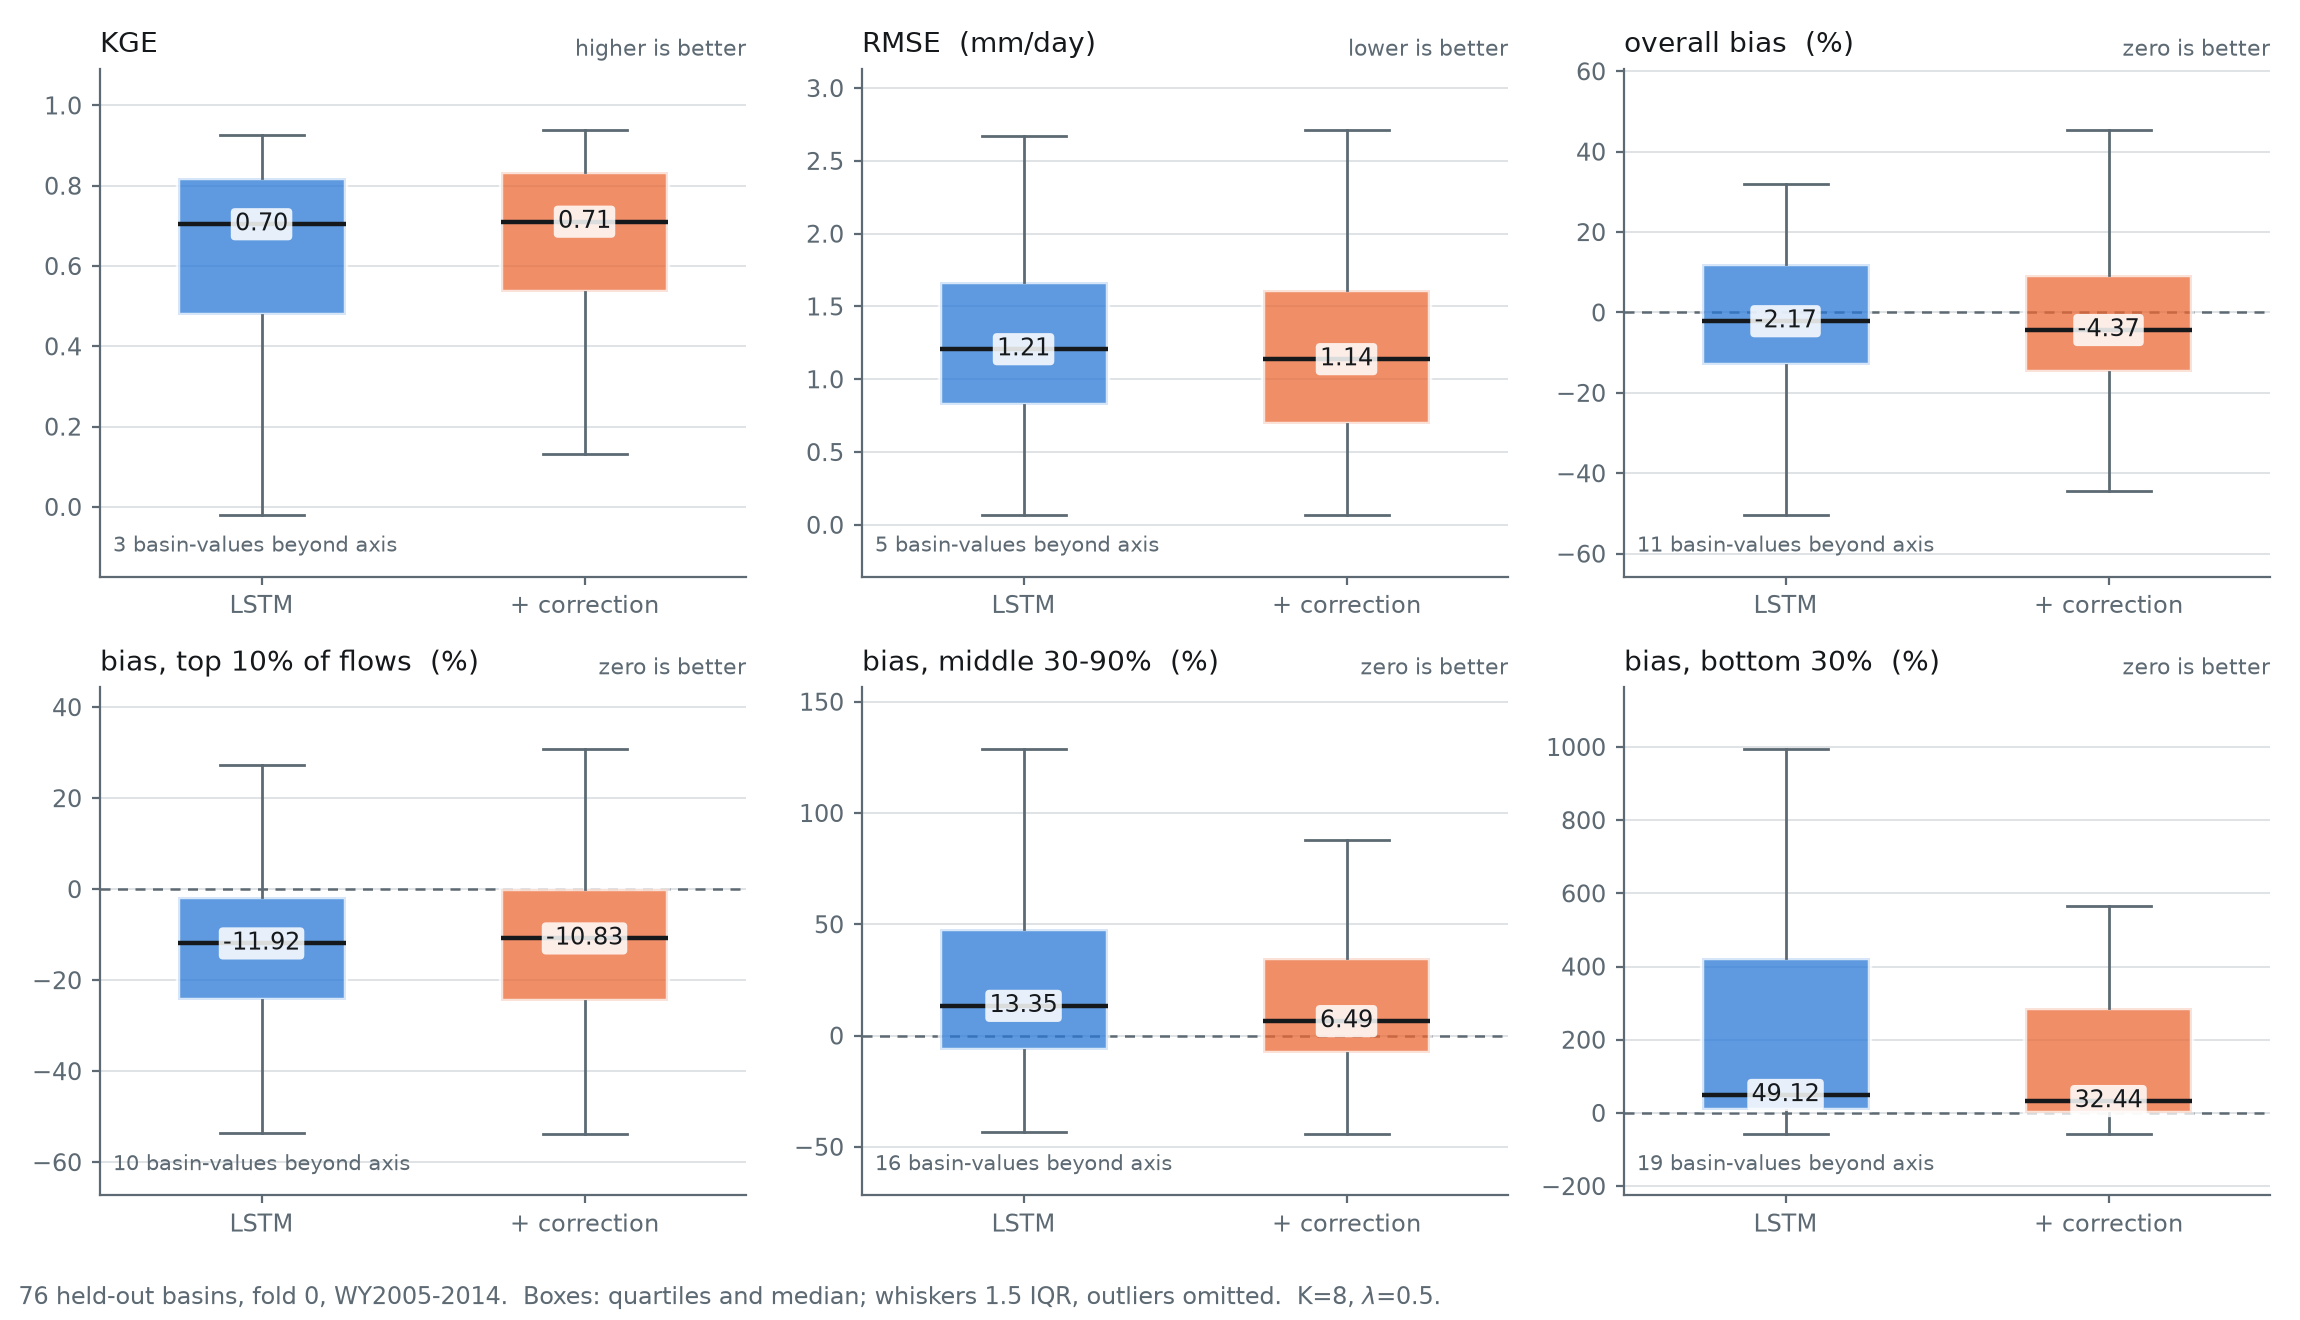 KGE higher is better
1.0
0.8
0.6
0.4
0.2
0.0
0.70
0.71
3 basin-values beyond axis
LSTM + correction
RMSE (mm/day) lower is better
3.0
2.5
2.0
1.5
1.0
0.5
0.0
1.21
1.14
5 basin-values beyond axis
LSTM + correction
overall bias (%) zero is better
60
40
20
0
−20
−40
−60
-2.17
-4.37
11 basin-values beyond axis
LSTM + correction
bias, top 10% of flows (%) zero is better
40
20
0
−20
−40
−60
-11.92
-10.83
10 basin-values beyond axis
LSTM + correction
bias, middle 30-90% (%) zero is better
150
100
50
0
−50
13.35
6.49
16 basin-values beyond axis
LSTM + correction
bias, bottom 30% (%) zero is better
1000
800
600
400
200
0
−200
49.12
32.44
19 basin-values beyond axis
LSTM + correction
76 held-out basins, fold 0, WY2005-2014. Boxes: quartiles and median; whiskers 1.5 IQR, outliers omitted. K=8, λ=0.5.